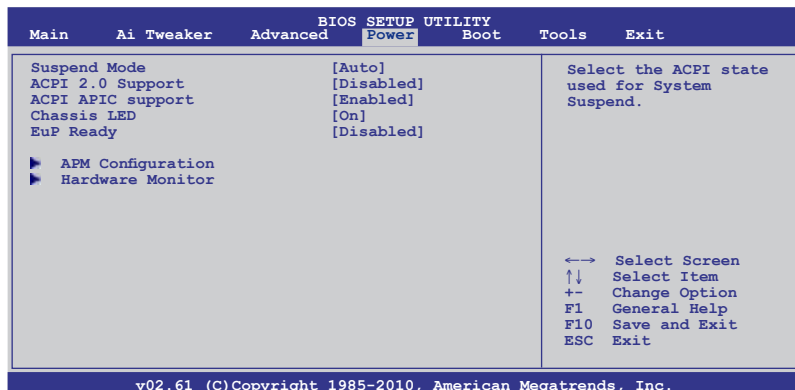 BIOS SETUP UTILITY
Main Ai Tweaker Advanced Power Boot Tools Exit
Suspend Mode [Auto]
ACPI 2.0 Support [Disabled]
ACPI APIC support [Enabled]
Chassis LED [On]
EuP Ready [Disabled]
APM Configuration
Hardware Monitor
Select the ACPI state
used for System
Suspend.
←→ Select Screen
↑↓ Select Item
+- Change Option
F1 General Help
F10 Save and Exit
ESC Exit
v02.61 (C)Copyright 1985-2010, American Megatrends, Inc.